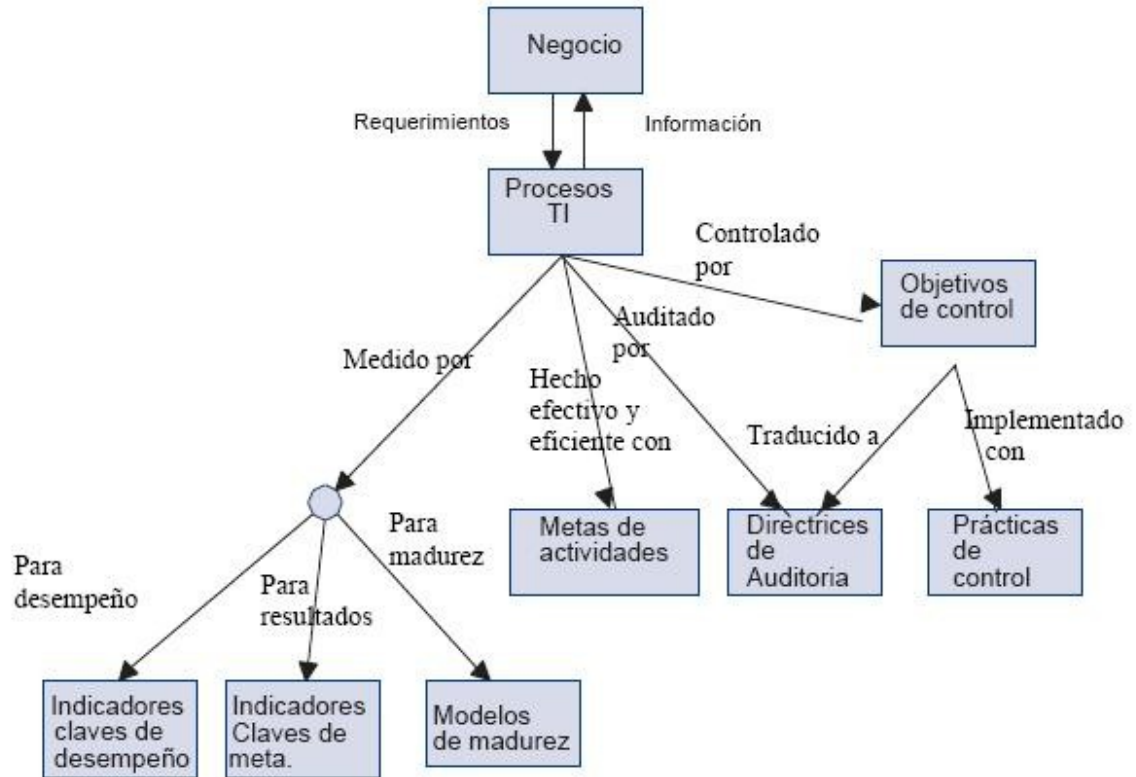 Negocio
Requerimientos
Información
Procesos
TI
Controlado
por
Objetivos
de control
Auditado
por
Medido por
Hecho
efectivo y
eficiente con
Traducido a
Implementado
con
Metas de
actividades
Directrices
de
Auditoria
Prácticas
de
control
Para
madurez
Para
desempeño
Para
resultados
Indicadores
claves de
desempeño
Indicadores
Claves de
meta.
Modelos
de madurez